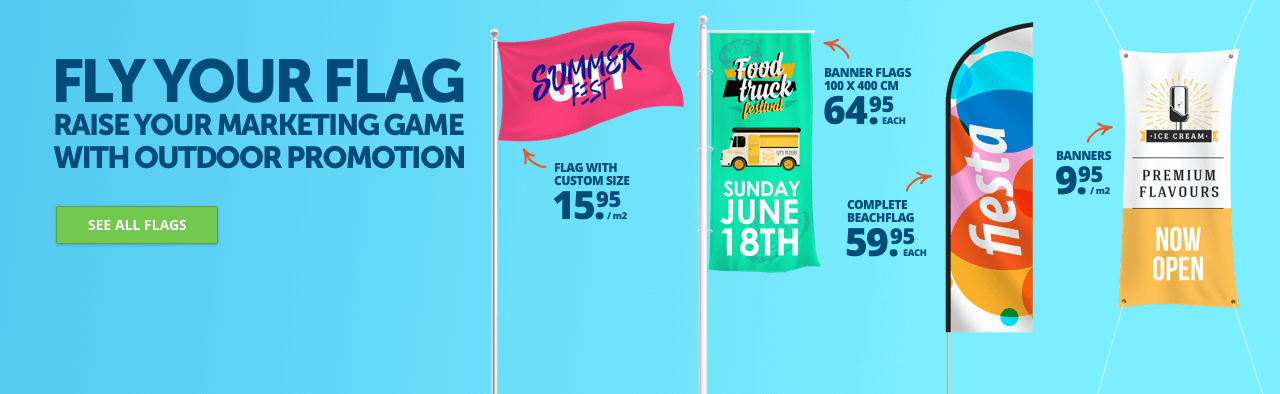 FLY YOUR FLAG
RAISE YOUR MARKETING GAME
WITH OUTDOOR PROMOTION
SEE ALL FLAGS
SUMMER
CITY
FEST
FLAG WITH
CUSTOM SIZE
15.95 / m2
Food
truck
festival
SUNDAY
JUNE
18TH
BANNER FLAGS
100 X 400 CM
64.95 EACH
COMPLETE
BEACHFLAG
59.95 EACH
fiesta
BANNERS
9.95 / m2
·ICE CREAM·
PREMIUM
FLAVOURS
NOW
OPEN